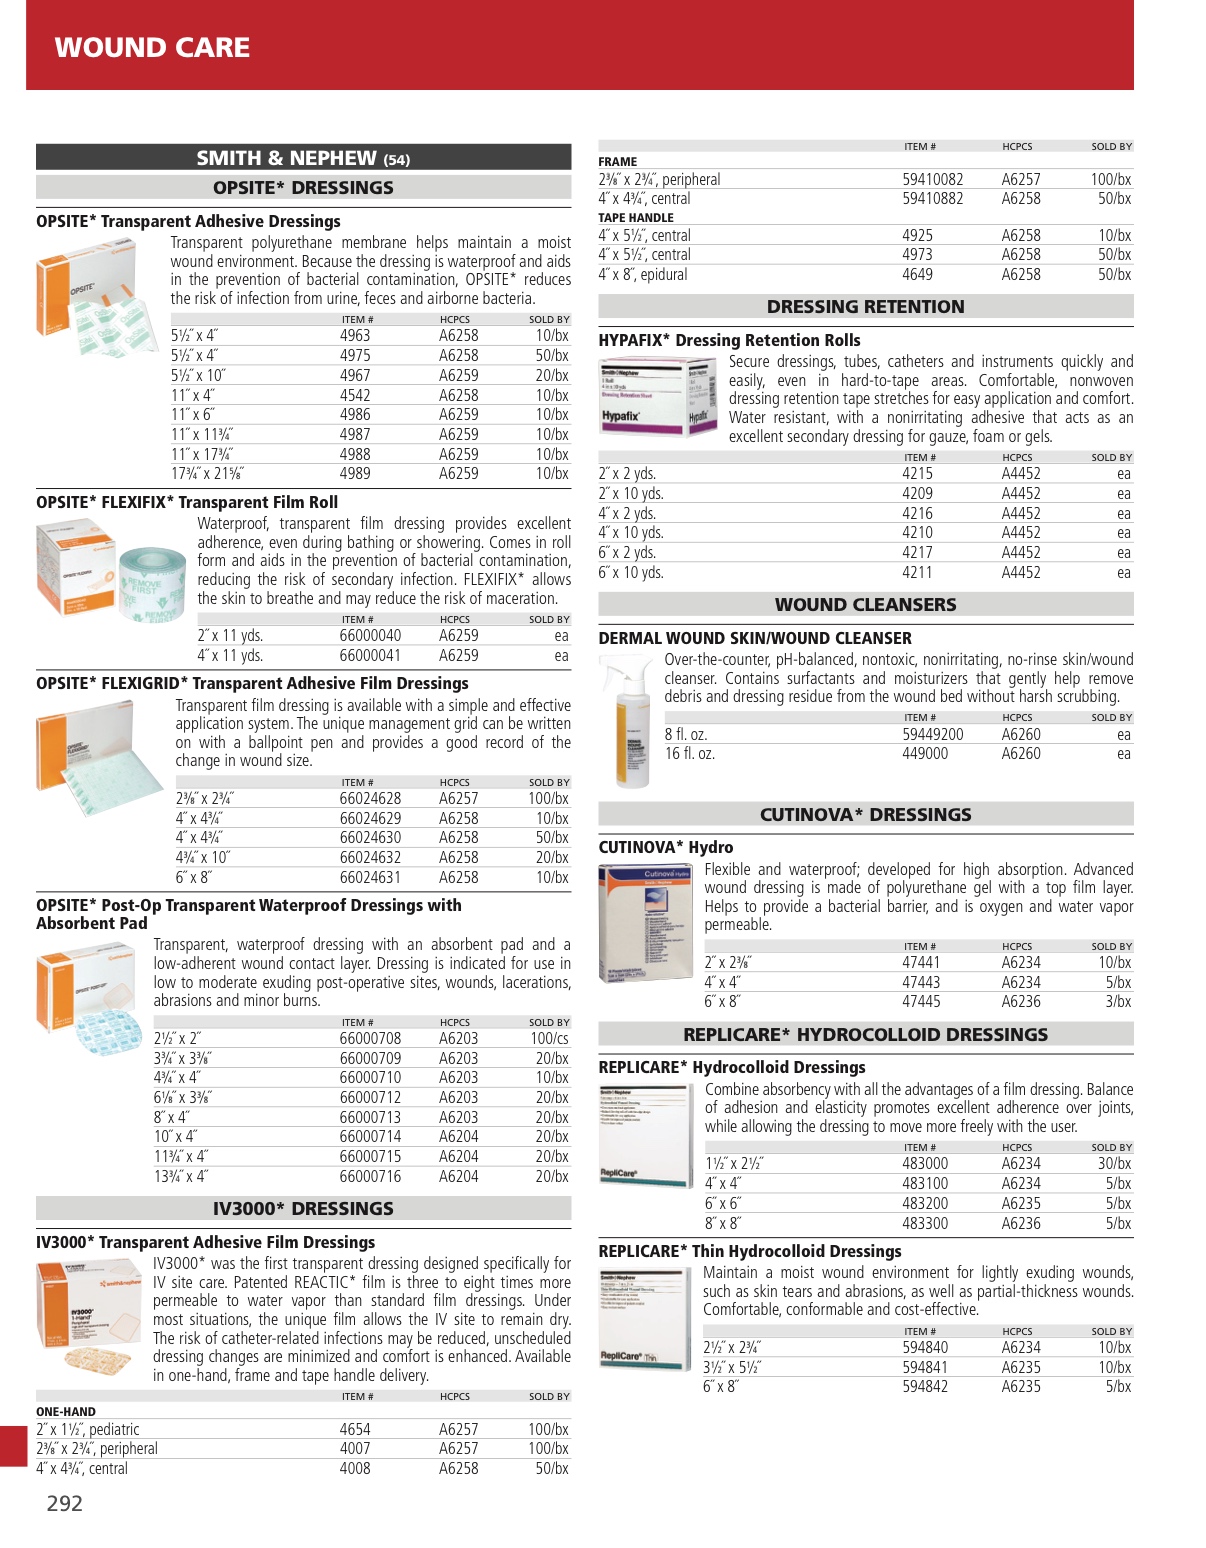 WOUND CARE
SMITH & NEPHEW (54)
OPSITE* DRESSINGS
OPSITE* Transparent Adhesive Dressings
Transparent polyurethane membrane helps maintain a moist
wound environment. Because the dressing is waterproof and aids
in the prevention of bacterial contamination, OPSITE* reduces
the risk of infection from urine, feces and airborne bacteria.
ITEM # HCPCS SOLD BY
5½˝ x 4˝ 4963 A6258 10/bx
5½˝ x 4˝ 4975 A6258 50/bx
5½˝ x 10˝ 4967 A6259 20/bx
11˝ x 4˝ 4542 A6258 10/bx
11˝ x 6˝ 4986 A6259 10/bx
11˝ x 11¾˝ 4987 A6259 10/bx
11˝ x 17¾˝ 4988 A6259 10/bx
17¾˝ x 21⅝˝ 4989 A6259 10/bx
OPSITE* FLEXIFIX* Transparent Film Roll
Waterproof, transparent film dressing provides excellent
adherence, even during bathing or showering. Comes in roll
form and aids in the prevention of bacterial contamination,
reducing the risk of secondary infection. FLEXIFIX* allows
the skin to breathe and may reduce the risk of maceration.
ITEM # HCPCS SOLD BY
2˝ x 11 yds. 66000040 A6259 ea
4˝ x 11 yds. 66000041 A6259 ea
OPSITE* FLEXIGRID* Transparent Adhesive Film Dressings
Transparent film dressing is available with a simple and effective
application system. The unique management grid can be written
on with a ballpoint pen and provides a good record of the
change in wound size.
ITEM # HCPCS SOLD BY
2⅜˝ x 2¾˝ 66024628 A6257 100/bx
4˝ x 4¾˝ 66024629 A6258 10/bx
4˝ x 4¾˝ 66024630 A6258 50/bx
4¾˝ x 10˝ 66024632 A6258 20/bx
6˝ x 8˝ 66024631 A6258 10/bx
OPSITE* Post-Op Transparent Waterproof Dressings with
Absorbent Pad
Transparent, waterproof dressing with an absorbent pad and a
low-adherent wound contact layer. Dressing is indicated for use in
low to moderate exuding post-operative sites, wounds, lacerations,
abrasions and minor burns.
ITEM # HCPCS SOLD BY
2½˝ x 2˝ 66000708 A6203 100/cs
3¾˝ x 3⅜˝ 66000709 A6203 20/bx
4¾˝ x 4˝ 66000710 A6203 10/bx
6⅛˝ x 3⅜˝ 66000712 A6203 20/bx
8˝ x 4˝ 66000713 A6203 20/bx
10˝ x 4˝ 66000714 A6204 20/bx
11¾˝ x 4˝ 66000715 A6204 20/bx
13¾˝ x 4˝ 66000716 A6204 20/bx
IV3000* DRESSINGS
IV3000* Transparent Adhesive Film Dressings
IV3000* was the first transparent dressing designed specifically for
IV site care. Patented REACTIC* film is three to eight times more
permeable to water vapor than standard film dressings. Under
most situations, the unique film allows the IV site to remain dry.
The risk of catheter-related infections may be reduced, unscheduled
dressing changes are minimized and comfort is enhanced. Available
in one-hand, frame and tape handle delivery.
ITEM # HCPCS SOLD BY
ONE-HAND
2˝ x 1½˝, pediatric 4654 A6257 100/bx
2⅜˝ x 2¾˝, peripheral 4007 A6257 100/bx
4˝ x 4¾˝, central 4008 A6258 50/bx
292
ITEM # HCPCS SOLD BY
FRAME
2⅜˝ x 2¾˝, peripheral 59410082 A6257 100/bx
4˝ x 4¾˝, central 59410882 A6258 50/bx
TAPE HANDLE
4˝ x 5½˝, central 4925 A6258 10/bx
4˝ x 5½˝, central 4973 A6258 50/bx
4˝ x 8˝, epidural 4649 A6258 50/bx
DRESSING RETENTION
HYPAFIX* Dressing Retention Rolls
Secure dressings, tubes, catheters and instruments quickly and
easily, even in hard-to-tape areas. Comfortable, nonwoven
dressing retention tape stretches for easy application and comfort.
Water resistant, with a nonirritating adhesive that acts as an
excellent secondary dressing for gauze, foam or gels.
ITEM # HCPCS SOLD BY
2˝ x 2 yds. 4215 A4452 ea
2˝ x 10 yds. 4209 A4452 ea
4˝ x 2 yds. 4216 A4452 ea
4˝ x 10 yds. 4210 A4452 ea
6˝ x 2 yds. 4217 A4452 ea
6˝ x 10 yds. 4211 A4452 ea
WOUND CLEANSERS
DERMAL WOUND SKIN/WOUND CLEANSER
Over-the-counter, pH-balanced, nontoxic, nonirritating, no-rinse skin/wound
cleanser. Contains surfactants and moisturizers that gently help remove
debris and dressing residue from the wound bed without harsh scrubbing.
ITEM # HCPCS SOLD BY
8 fl. oz. 59449200 A6260 ea
16 fl. oz. 449000 A6260 ea
CUTINOVA* DRESSINGS
CUTINOVA* Hydro
Flexible and waterproof; developed for high absorption. Advanced
wound dressing is made of polyurethane gel with a top film layer.
Helps to provide a bacterial barrier, and is oxygen and water vapor
permeable.
ITEM # HCPCS SOLD BY
2˝ x 2⅜˝ 47441 A6234 10/bx
4˝ x 4˝ 47443 A6234 5/bx
6˝ x 8˝ 47445 A6236 3/bx
REPLICARE* HYDROCOLLOID DRESSINGS
REPLICARE* Hydrocolloid Dressings
Combine absorbency with all the advantages of a film dressing. Balance
of adhesion and elasticity promotes excellent adherence over joints,
while allowing the dressing to move more freely with the user.
ITEM # HCPCS SOLD BY
1½˝ x 2½˝ 483000 A6234 30/bx
4˝ x 4˝ 483100 A6234 5/bx
6˝ x 6˝ 483200 A6235 5/bx
8˝ x 8˝ 483300 A6236 5/bx
REPLICARE* Thin Hydrocolloid Dressings
Maintain a moist wound environment for lightly exuding wounds,
such as skin tears and abrasions, as well as partial-thickness wounds.
Comfortable, conformable and cost-effective.
ITEM # HCPCS SOLD BY
2½˝ x 2¾˝ 594840 A6234 10/bx
3½˝ x 5½˝ 594841 A6235 10/bx
6˝ x 8˝ 594842 A6235 5/bx